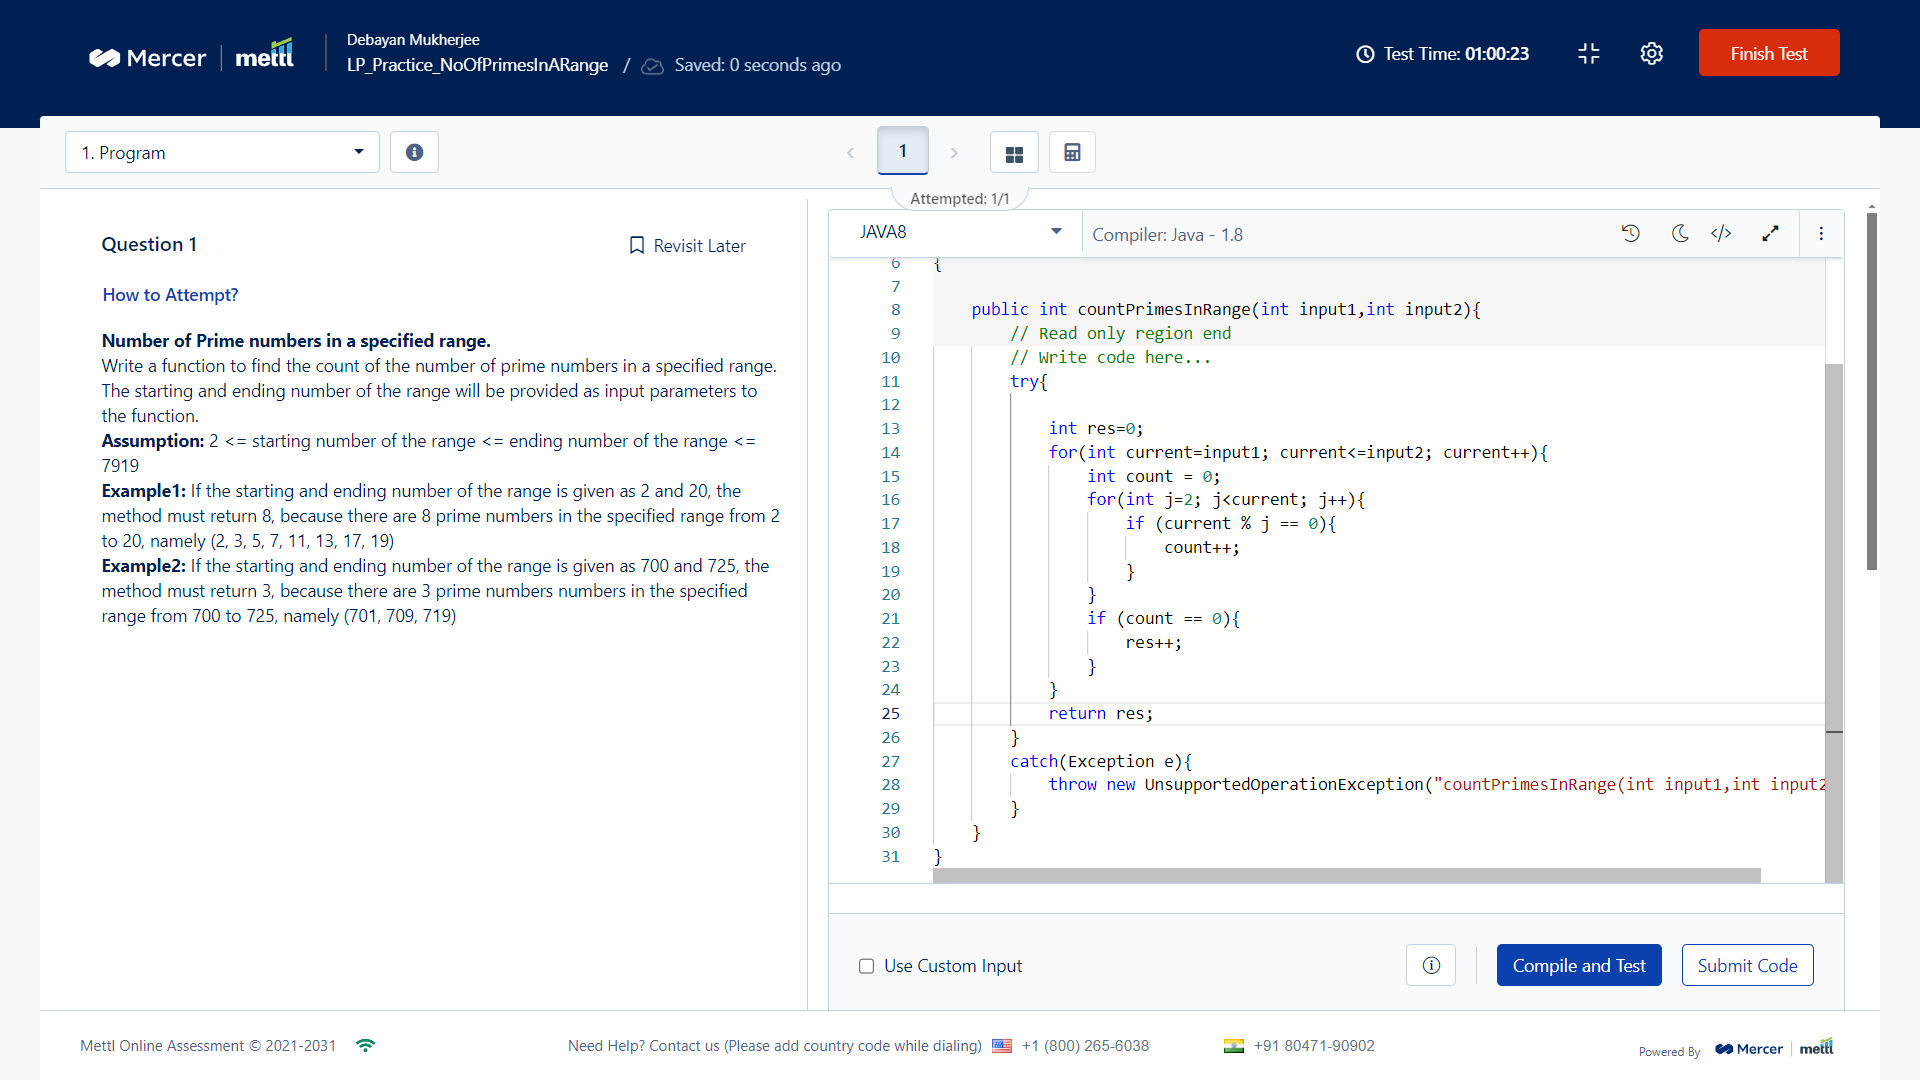 Mercer | mettl
Debayan Mukherjee
LP_Practice_NoOfPrimesInARange / Saved: 0 seconds ago
Test Time: 01:00:23
Finish Test
1. Program
1
Attempted: 1/1
Question 1
Revisit Later
How to Attempt?
Number of Prime numbers in a specified range.
Write a function to find the count of the number of prime numbers in a specified range.
The starting and ending number of the range will be provided as input parameters to
the function.
Assumption: 2 <= starting number of the range <= ending number of the range <=
7919
Example1: If the starting and ending number of the range is given as 2 and 20, the
method must return 8, because there are 8 prime numbers in the specified range from 2
to 20, namely (2, 3, 5, 7, 11, 13, 17, 19)
Example2: If the starting and ending number of the range is given as 700 and 725, the
method must return 3, because there are 3 prime numbers numbers in the specified
range from 700 to 725, namely (701, 709, 719)
JAVA8
Compiler: Java - 1.8
6 {
7
8 public int countPrimesInRange(int input1,int input2){
9 // Read only region end
10 // Write code here...
11 try{
12
13 int res=0;
14 for(int current=input1; current<=input2; current++){
15 int count = 0;
16 for(int j=2; j<current; j++){
17 if (current % j == 0){
18 count++;
19 }
20 }
21 if (count == 0){
22 res++;
23 }
24 }
25 return res;
26 }
27 catch(Exception e){
28 throw new UnsupportedOperationException("countPrimesInRange(int input1,int input2
29 }
30 }
31 }
Use Custom Input
Compile and Test
Submit Code
Mettl Online Assessment © 2021-2031
Need Help? Contact us (Please add country code while dialing) +1 (800) 265-6038
+91 80471-90902
Powered By Mercer | mettl